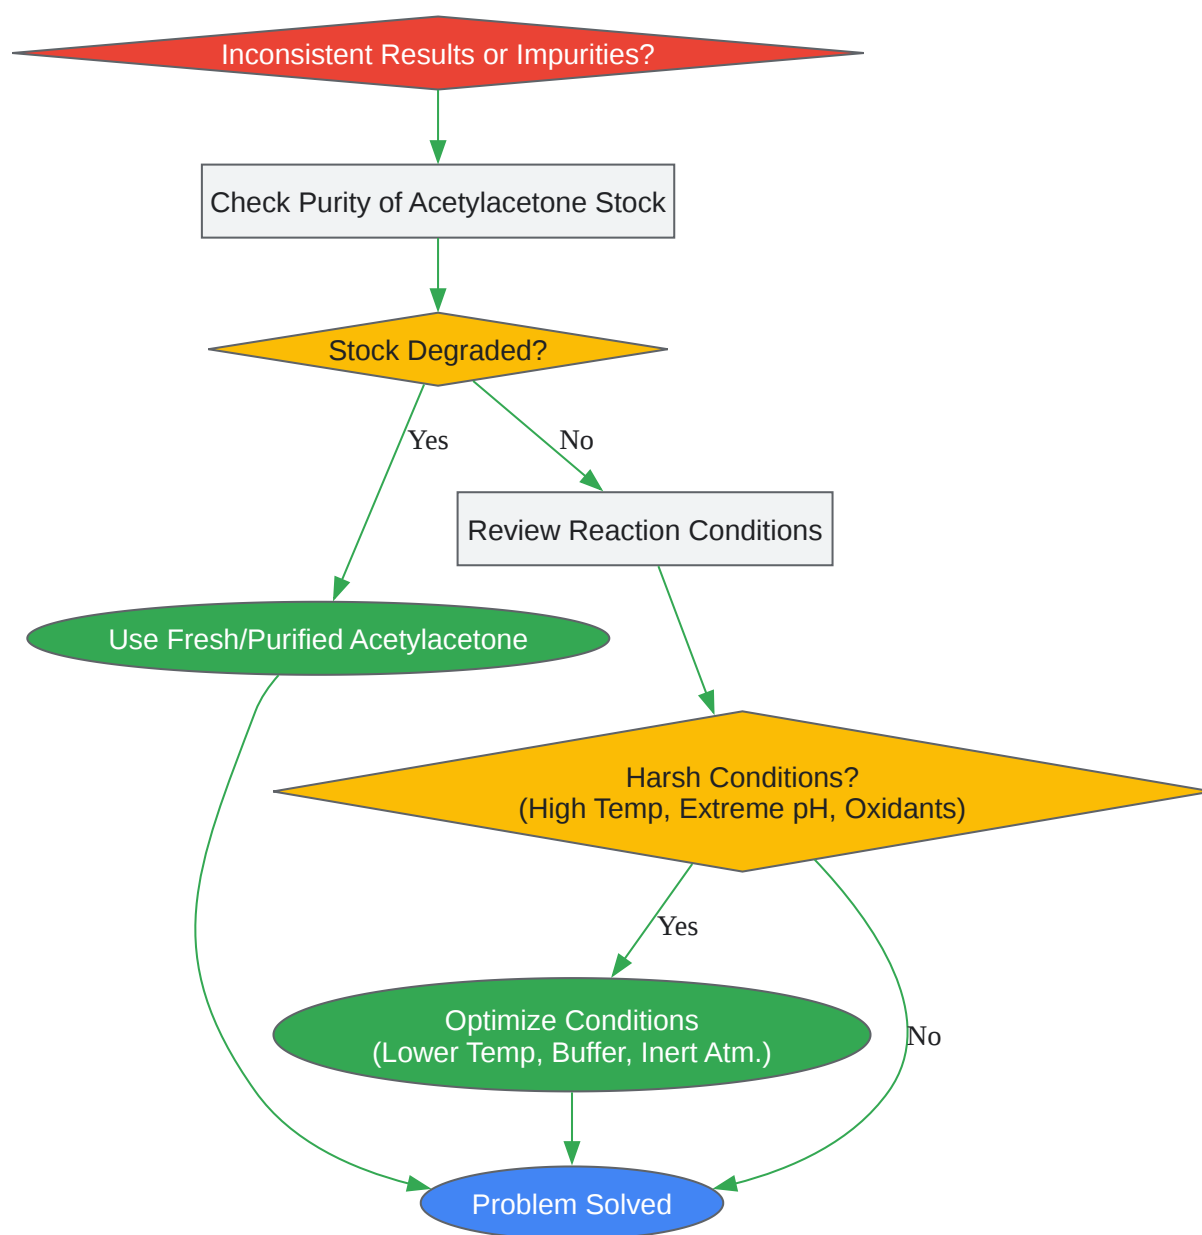 Inconsistent Results or Impurities?
Check Purity of Acetylacetone Stock
Stock Degraded?
Yes
No
Review Reaction Conditions
Use Fresh/Purified Acetylacetone
Harsh Conditions?
(High Temp, Extreme pH, Oxidants)
Yes
Optimize Conditions
(Lower Temp, Buffer, Inert Atm.)
No
Problem Solved